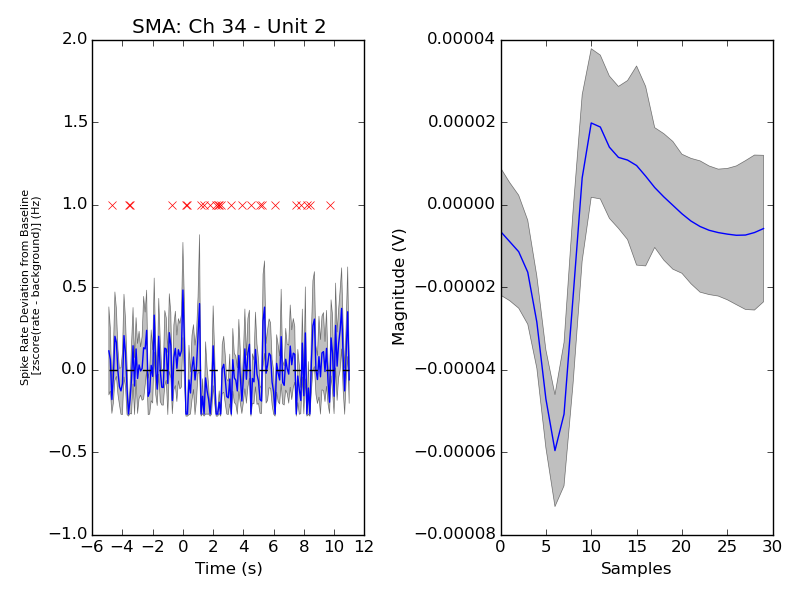 SMA: Ch 34 - Unit 2
2.0
1.5
1.0
0.5
0.0
−0.5
−1.0
−6 −4 −2 0 2 4 6 8 10 12
Time (s)
Spike Rate Deviation from Baseline
[zscore(rate - background)] (Hz)
0.00004
0.00002
0.00000
−0.00002
−0.00004
−0.00006
−0.00008
0 5 10 15 20 25 30
Samples
Magnitude (V)